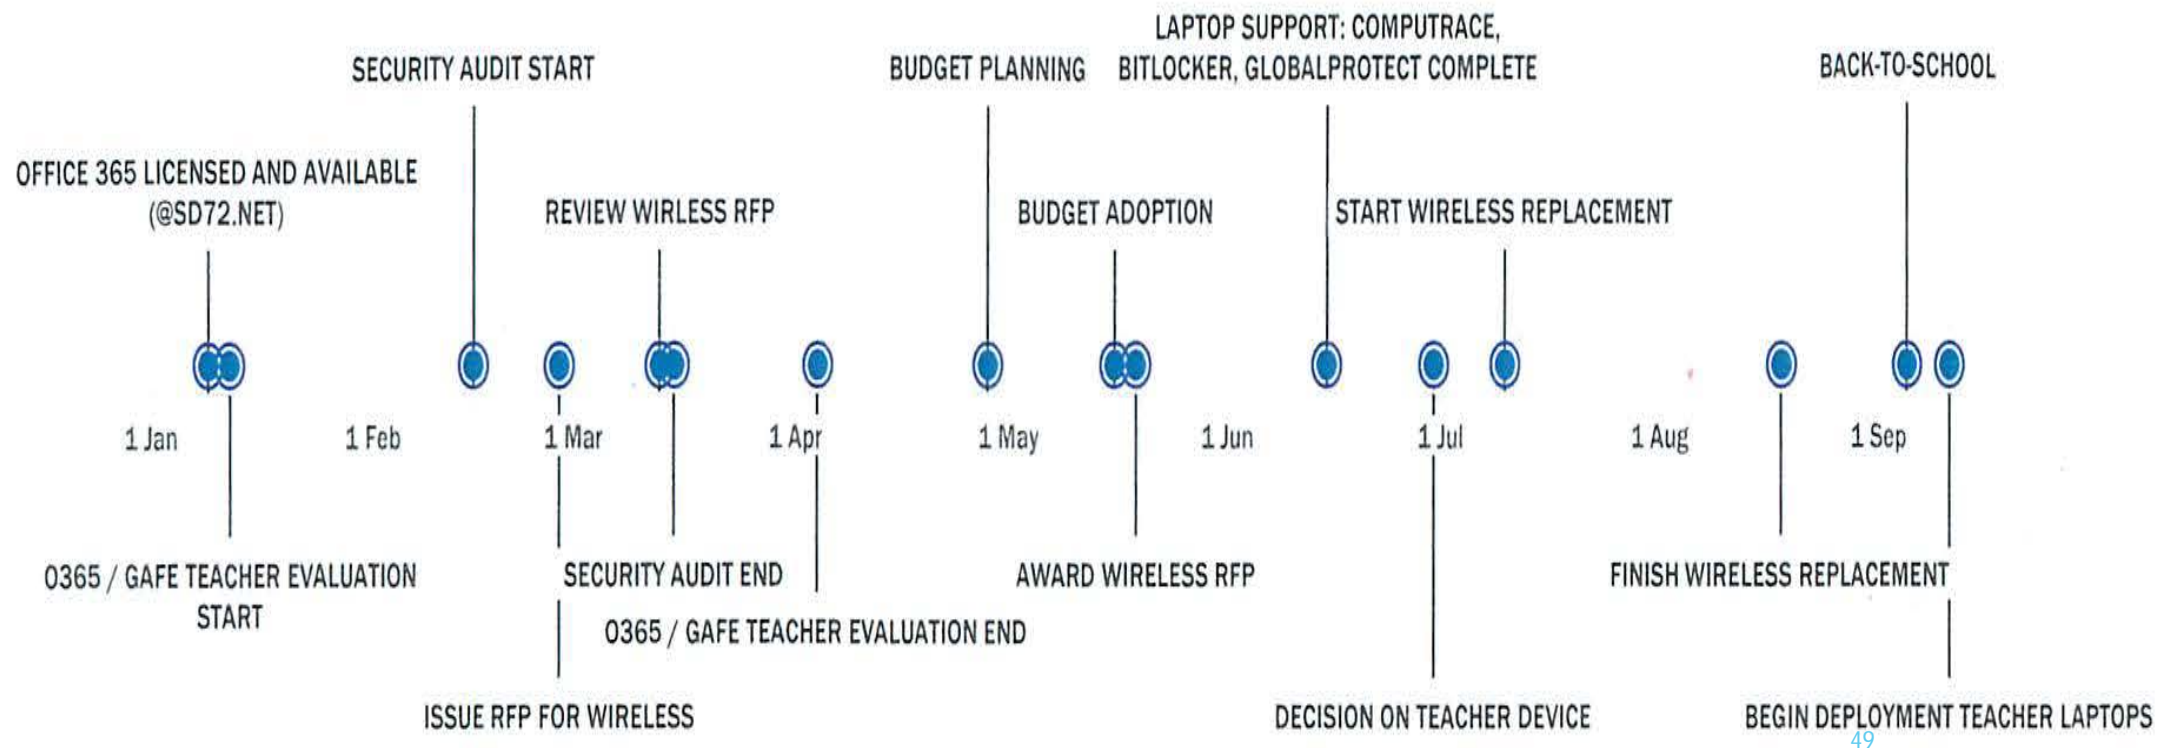 LAPTOP SUPPORT: COMPUTRACE,
BITLOCKER, GLOBALPROTECT COMPLETE
SECURITY AUDIT START
BUDGET PLANNING
BACK-TO-SCHOOL
OFFICE 365 LICENSED AND AVAILABLE
(@SD72.NET)
REVIEW WIRLESS RFP
BUDGET ADOPTION
START WIRELESS REPLACEMENT
1 Jan
1 Feb
1 Mar
1 Apr
1 May
1 Jun
1 Jul
1 Aug
1 Sep
O365 / GAFE TEACHER EVALUATION
START
SECURITY AUDIT END
AWARD WIRELESS RFP
FINISH WIRELESS REPLACEMENT
O365 / GAFE TEACHER EVALUATION END
ISSUE RFP FOR WIRELESS
DECISION ON TEACHER DEVICE
BEGIN DEPLOYMENT TEACHER LAPTOPS
49